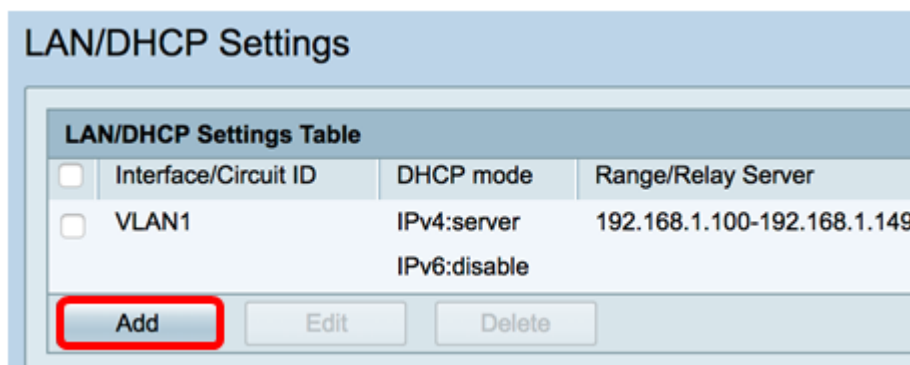 LAN/DHCP Settings
LAN/DHCP Settings Table
Interface/Circuit ID DHCP mode Range/Relay Server
VLAN1 IPv4:server 192.168.1.100-192.168.1.149
IPv6:disable
Add Edit Delete